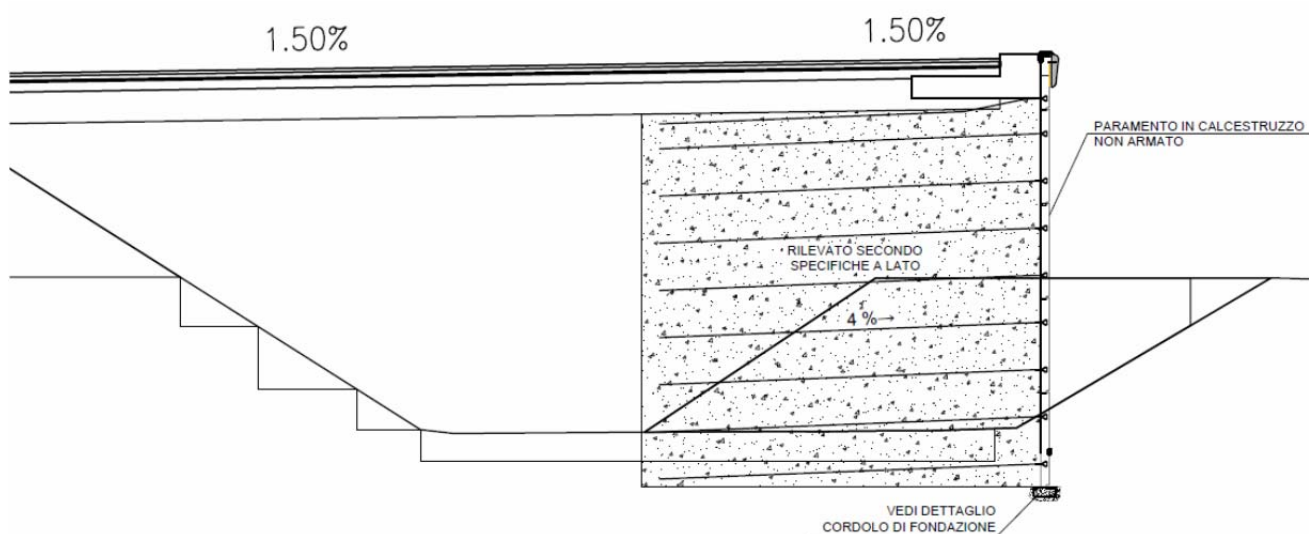 1.50%
1.50%
PARAMENTO IN CALCESTRUZZO
NON ARMATO
RILEVATO SECONDO
SPECIFICHE A LATO
4 %→
VEDI DETTAGLIO
CORDOLO DI FONDAZIONE